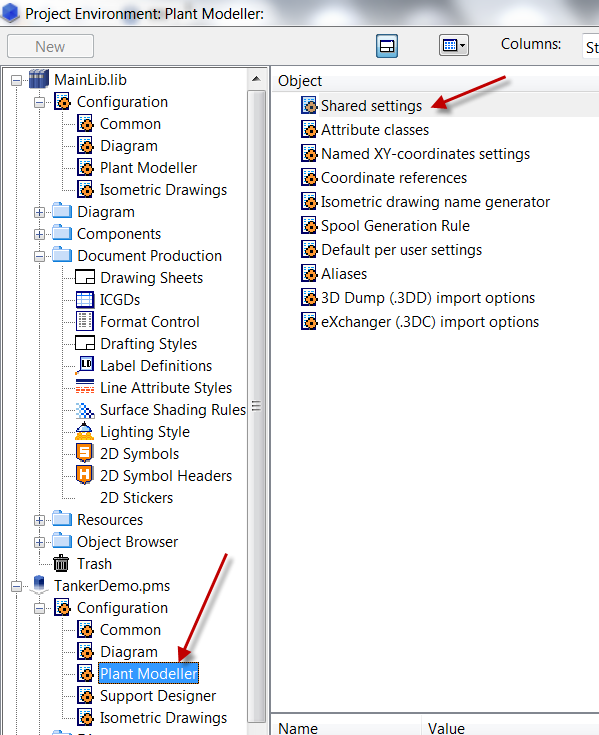 Project Environment: Plant Modeller:
New
Columns:
St
MainLib.lib
Configuration
Common
Diagram
Plant Modeller
Isometric Drawings
Diagram
Components
Document Production
Drawing Sheets
ICGDs
Format Control
Drafting Styles
Label Definitions
Line Attribute Styles
Surface Shading Rules
Lighting Style
2D Symbols
2D Symbol Headers
2D Stickers
Resources
Object Browser
Trash
TankerDemo.pms
Configuration
Common
Diagram
Plant Modeller
Support Designer
Isometric Drawings
Object
Shared settings
Attribute classes
Named XY-coordinates settings
Coordinate references
Isometric drawing name generator
Spool Generation Rule
Default per user settings
Aliases
3D Dump (.3DD) import options
eXchanger (.3DC) import options
Name Value